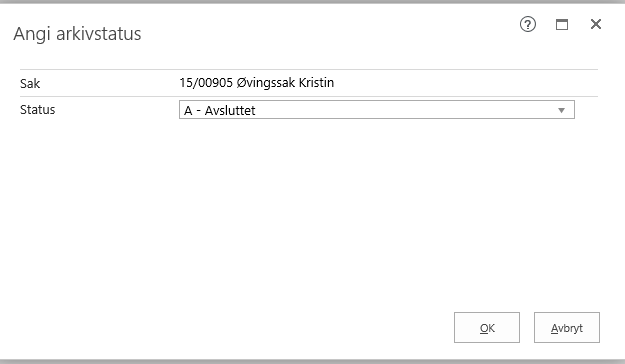 Angi arkivstatus
Sak 15/00905 Øvingssak Kristin
Status A - Avsluttet
OK Avbryt